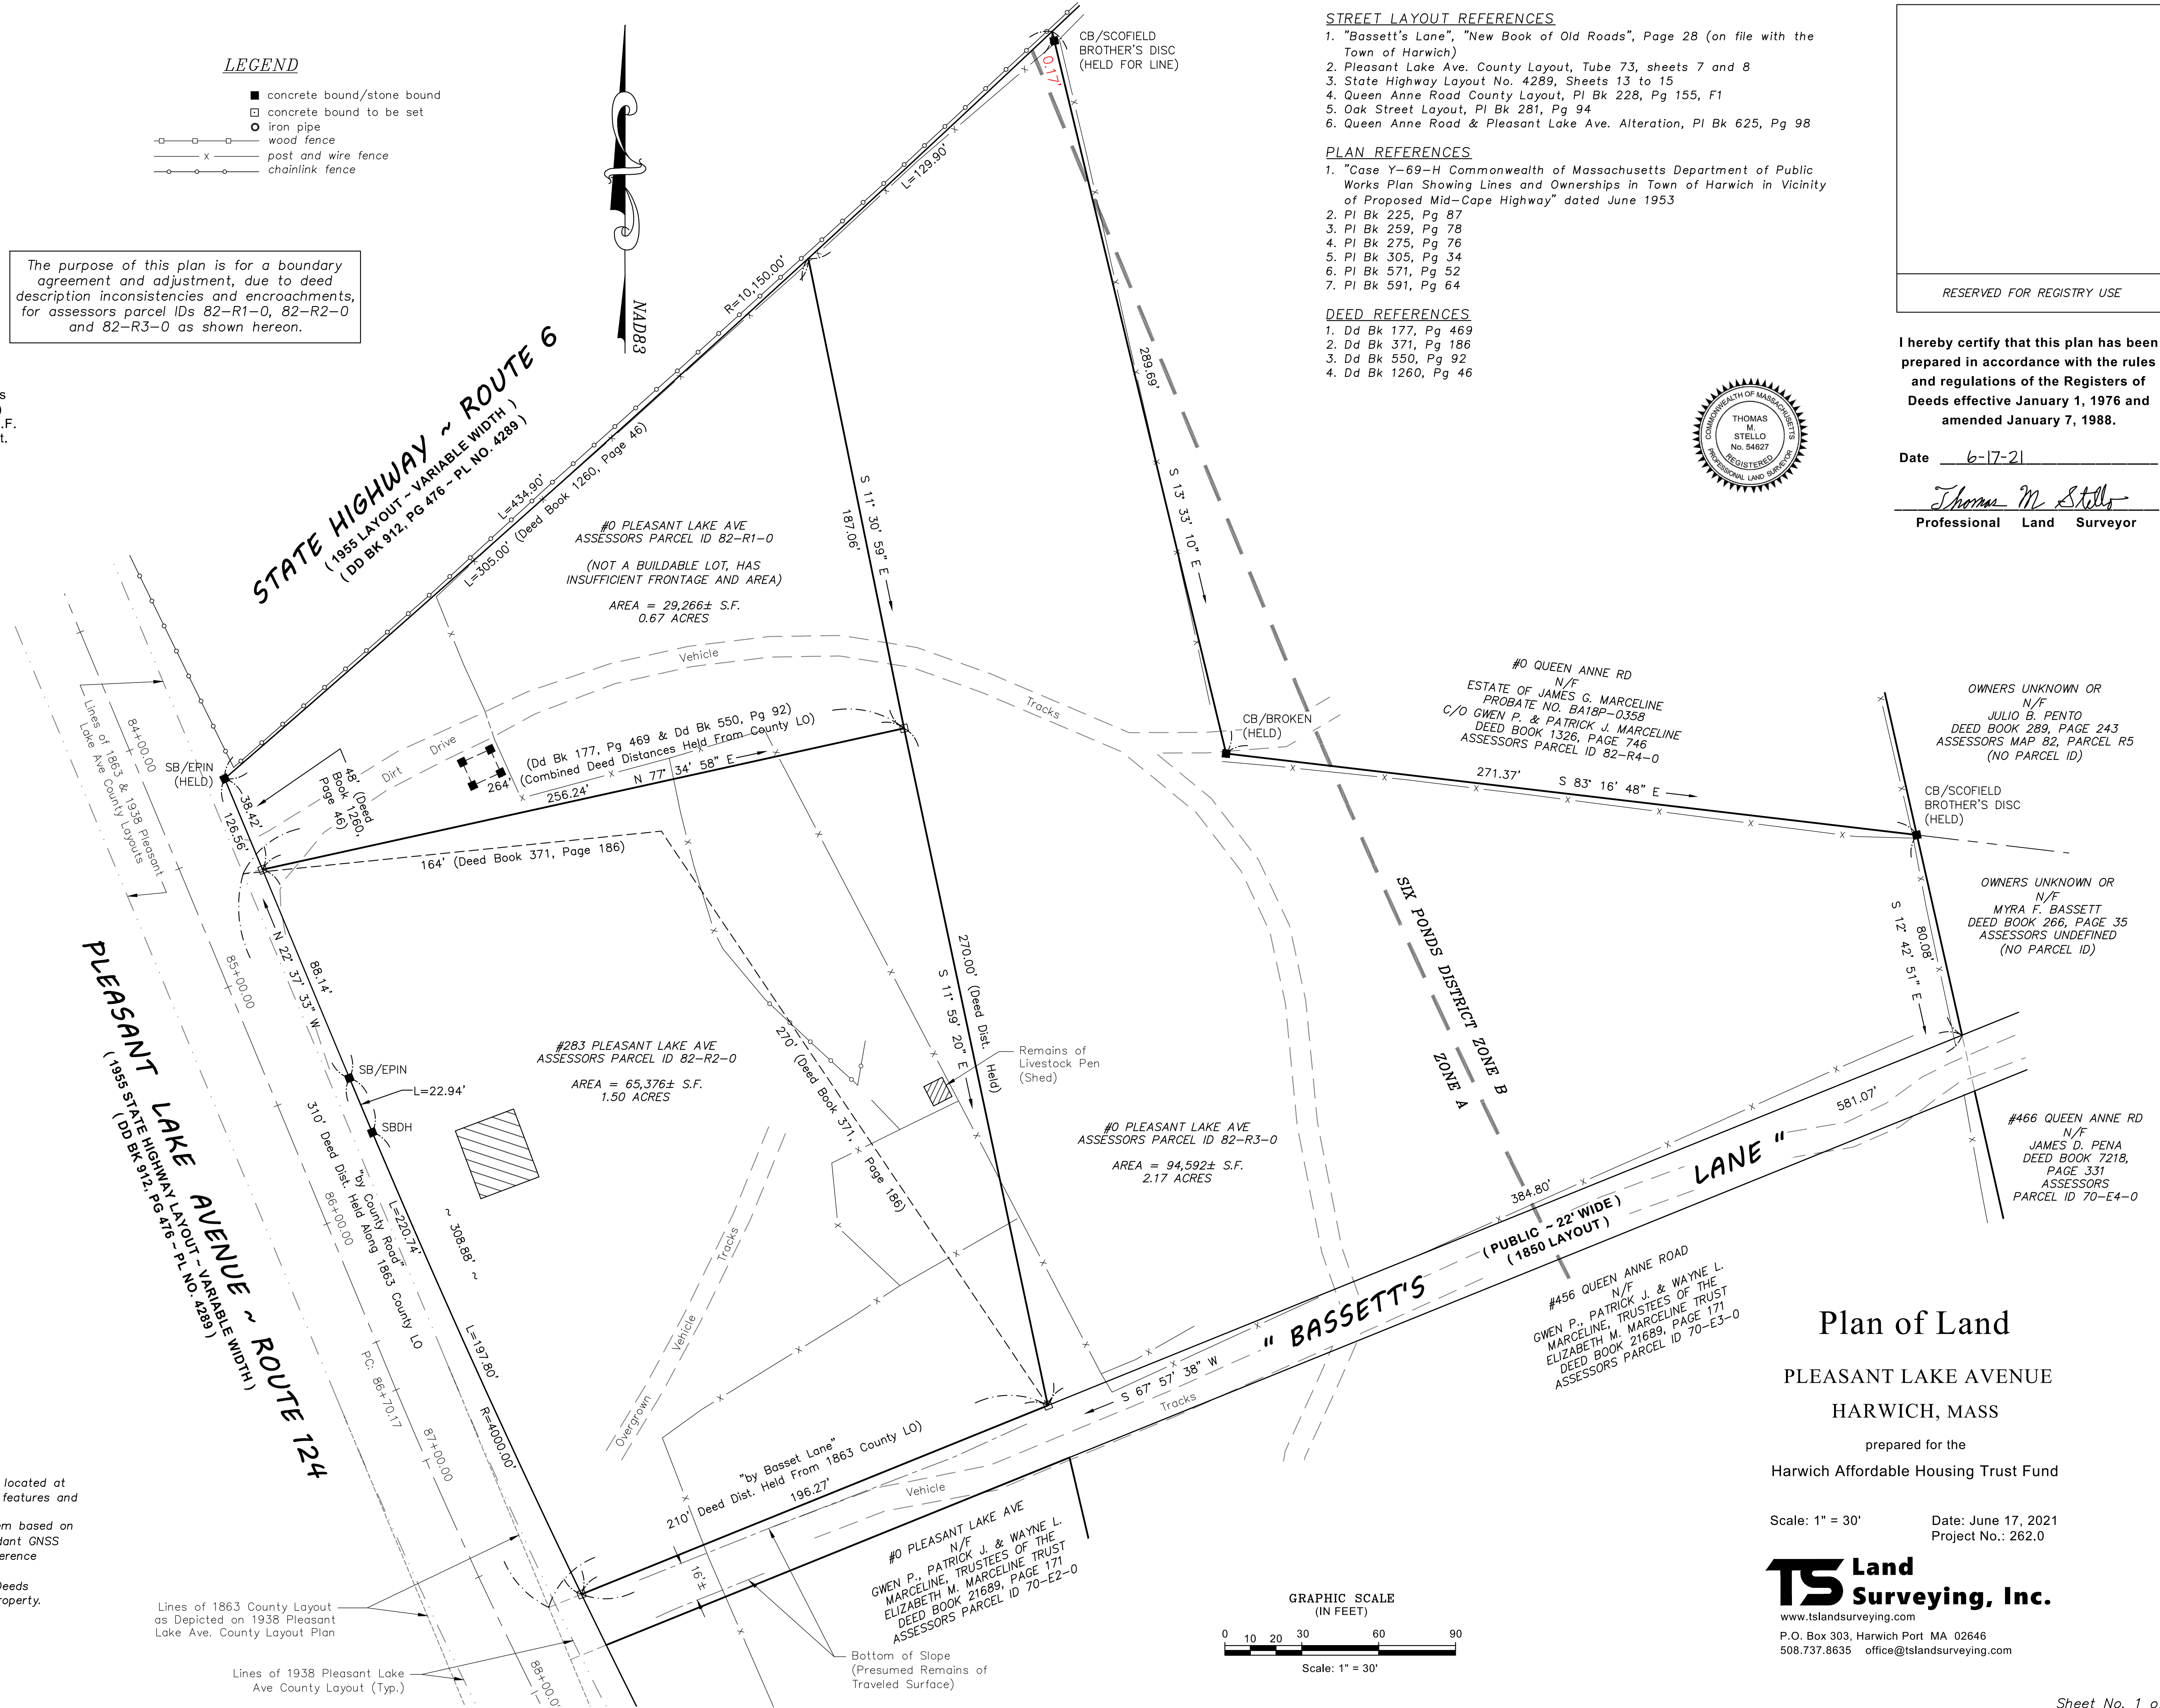 LEGEND
concrete bound/stone bound
concrete bound to be set
iron pipe
wood fence
post and wire fence
chainlink fence
The purpose of this plan is for a boundary
agreement and adjustment, due to deed
description inconsistencies and encroachments,
for assessors parcel IDs 82-R1-0, 82-R2-0
and 82-R3-0 as shown hereon.
NAD83
CB/SCOFIELD
BROTHER'S DISC
(HELD FOR LINE)
0.17'
STREET LAYOUT REFERENCES
1. "Bassett's Lane", "New Book of Old Roads", Page 28 (on file with the
Town of Harwich)
2. Pleasant Lake Ave. County Layout, Tube 73, sheets 7 and 8
3. State Highway Layout No. 4289, Sheets 13 to 15
4. Queen Anne Road County Layout, Pl Bk 228, Pg 155, F1
5. Oak Street Layout, Pl Bk 281, Pg 94
6. Queen Anne Road & Pleasant Lake Ave. Alteration, Pl Bk 625, Pg 98
PLAN REFERENCES
1. "Case Y-69-H Commonwealth of Massachusetts Department of Public
Works Plan Showing Lines and Ownerships in Town of Harwich in Vicinity
of Proposed Mid-Cape Highway" dated June 1953
2. Pl Bk 225, Pg 87
3. Pl Bk 259, Pg 78
4. Pl Bk 275, Pg 76
5. Pl Bk 305, Pg 34
6. Pl Bk 571, Pg 52
7. Pl Bk 591, Pg 64
DEED REFERENCES
1. Dd Bk 177, Pg 469
2. Dd Bk 371, Pg 186
3. Dd Bk 550, Pg 92
4. Dd Bk 1260, Pg 46
RESERVED FOR REGISTRY USE
I hereby certify that this plan has been
prepared in accordance with the rules
and regulations of the Registers of
Deeds effective January 1, 1976 and
amended January 7, 1988.
Date 6-17-21
Thomas M Stello
Professional Land Surveyor
COMMONWEALTH OF MASSACHUSETTS
THOMAS
M.
STELLO
No. 54627
REGISTERED
PROFESSIONAL LAND SURVEYOR
s
)
.F.
t.
STATE HIGHWAY ~ ROUTE 6
( 1955 LAYOUT ~ VARIABLE WIDTH )
( DD BK 912, PG 476 ~ PL NO. 4289 )
R=10,150.00'
L=129.90'
L=434.90'
L=305.00' (Deed Book 1260, Page 46)
#0 PLEASANT LAKE AVE
ASSESSORS PARCEL ID 82-R1-0
(NOT A BUILDABLE LOT, HAS
INSUFFICIENT FRONTAGE AND AREA)
AREA = 29,266± S.F.
0.67 ACRES
S 11° 30' 59" E
187.06'
289.69'
S 13° 33' 10" E
Dirt
Drive
Vehicle
Tracks
(Dd Bk 177, Pg 469 & Dd Bk 550, Pg 92)
(Combined Deed Distances Held From County LO)
264'
256.24'
N 77° 34' 58" E
SB/EPIN
(HELD)
38.42'
126.56'
48' (Deed
Book 1260,
Page 46)
Lines of 1863 & 1938 Pleasant
Lake Ave County Layouts
84+00.00
164' (Deed Book 371, Page 186)
CB/BROKEN
(HELD)
#0 QUEEN ANNE RD
N/F
ESTATE OF JAMES G. MARCELINE
PROBATE NO. BA18P-0358
C/O GWEN P. & PATRICK J. MARCELINE
DEED BOOK 1326, PAGE 746
ASSESSORS PARCEL ID 82-R4-0
271.37'
S 83° 16' 48" E
OWNERS UNKNOWN OR
N/F
JULIO B. PENTO
DEED BOOK 289, PAGE 243
ASSESSORS MAP 82, PARCEL R5
(NO PARCEL ID)
CB/SCOFIELD
BROTHER'S DISC
(HELD)
OWNERS UNKNOWN OR
N/F
MYRA F. BASSETT
DEED BOOK 266, PAGE 35
ASSESSORS UNDEFINED
(NO PARCEL ID)
S 12° 42' 51" E
80.08'
SIX PONDS DISTRICT ZONE B
ZONE A
PLEASANT LAKE AVENUE ~ ROUTE 124
( 1955 STATE HIGHWAY LAYOUT ~ VARIABLE WIDTH )
( DD BK 912, PG 476 ~ PL NO. 4289 )
85+00.00
N 22° 37' 33" W
88.14'
SB/EPIN
L=22.94'
SBDH
#283 PLEASANT LAKE AVE
ASSESSORS PARCEL ID 82-R2-0
AREA = 65,376± S.F.
1.50 ACRES
270' (Deed Book 371, Page 186)
270.00' (Deed Dist. Held)
S 11° 59' 20" E
Remains of
Livestock Pen
(Shed)
#0 PLEASANT LAKE AVE
ASSESSORS PARCEL ID 82-R3-0
AREA = 94,592± S.F.
2.17 ACRES
310' Deed Dist. Held Along 1863 County LO
"by County Road"
86+00.00
L=220.74'
~ 308.88' ~
L=197.80'
R=4000.00'
PC: 86+70.17
87+00.00
88+00.0
Overgrown
Vehicle
Tracks
581.07'
384.80'
" BASSETT'S LANE "
( PUBLIC ~ 22' WIDE )
( 1850 LAYOUT )
S 67° 57' 38" W
Tracks
Vehicle
"by Basset Lane"
210' Deed Dist. Held From 1863 County LO)
196.27'
16'±
#466 QUEEN ANNE RD
N/F
JAMES D. PENA
DEED BOOK 7218,
PAGE 331
ASSESSORS
PARCEL ID 70-E4-0
#456 QUEEN ANNE ROAD
N/F
GWEN P., PATRICK J. & WAYNE L.
MARCELINE, TRUSTEES OF THE
ELIZABETH M. MARCELINE TRUST
DEED BOOK 21689, PAGE 171
ASSESSORS PARCEL ID 70-E3-0
#0 PLEASANT LAKE AVE
N/F
GWEN P., PATRICK J. & WAYNE L.
MARCELINE, TRUSTEES OF THE
ELIZABETH M. MARCELINE TRUST
DEED BOOK 21689, PAGE 171
ASSESSORS PARCEL ID 70-E2-0
located at
features and
m based on
dant GNSS
erence
Deeds
operty.
Lines of 1863 County Layout
as Depicted on 1938 Pleasant
Lake Ave. County Layout Plan
Lines of 1938 Pleasant Lake
Ave County Layout (Typ.)
Bottom of Slope
(Presumed Remains of
Traveled Surface)
GRAPHIC SCALE
(IN FEET)
0 10 20 30 60 90
Scale: 1" = 30'
Plan of Land
PLEASANT LAKE AVENUE
HARWICH, MASS
prepared for the
Harwich Affordable Housing Trust Fund
Scale: 1" = 30'
Date: June 17, 2021
Project No.: 262.0
TS Land
Surveying, Inc.
www.tslandsurveying.com
P.O. Box 303, Harwich Port MA 02646
508.737.8635 office@tslandsurveying.com
Sheet No. 1 o